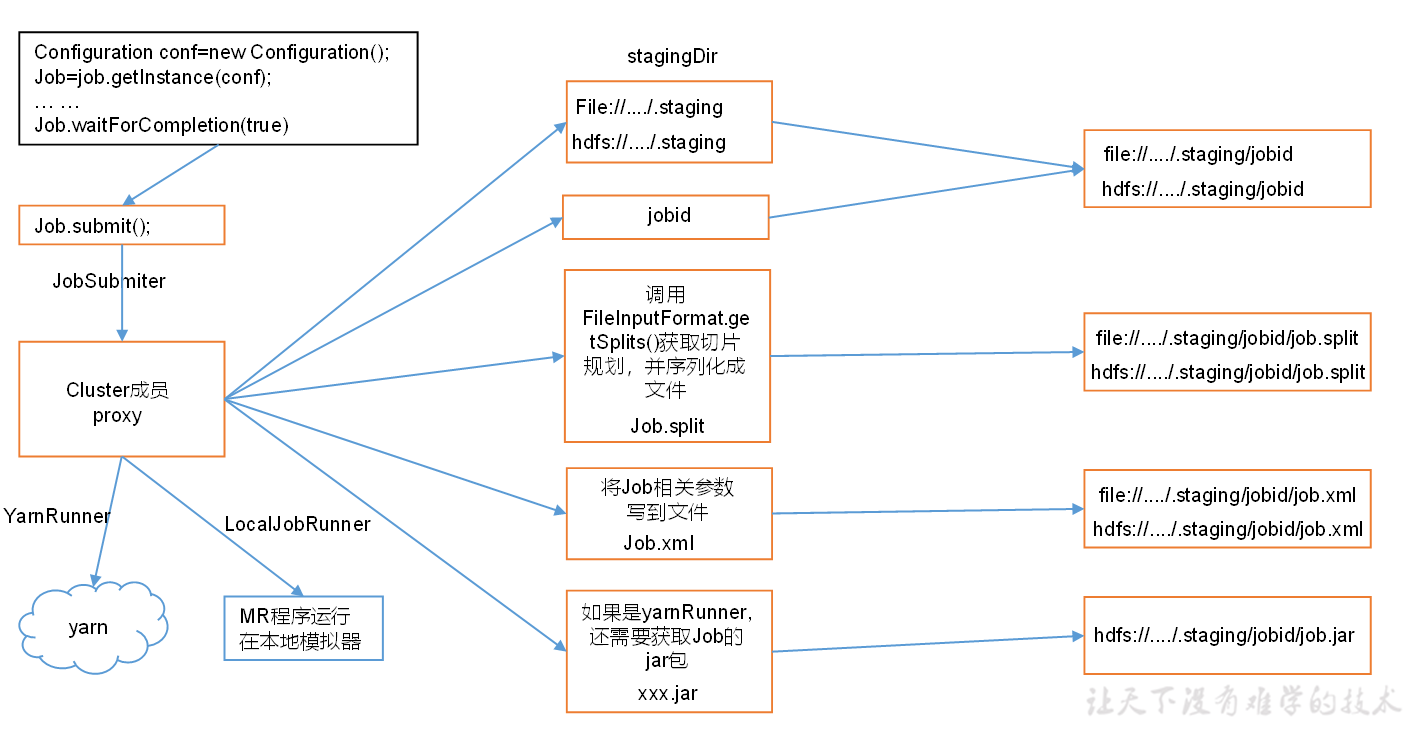 Configuration conf=new Configuration();
Job=job.getInstance(conf);
... ...
Job.waitForCompletion(true)
Job.submit();
JobSubmiter
Cluster成员
proxy
YarnRunner
LocalJobRunner
yarn
MR程序运行
在本地模拟器
stagingDir
File://..../.staging
hdfs://..../.staging
jobid
调用
FileInputFormat.ge
tSplits()获取切片
规划，并序列化成
文件
Job.split
将Job相关参数
写到文件
Job.xml
如果是yarnRunner,
还需要获取Job的
jar包
xxx.jar
file://..../.staging/jobid
hdfs://..../.staging/jobid
file://..../.staging/jobid/job.split
hdfs://..../.staging/jobid/job.split
file://..../.staging/jobid/job.xml
hdfs://..../.staging/jobid/job.xml
hdfs://..../.staging/jobid/job.jar
让天下没有难学的技术